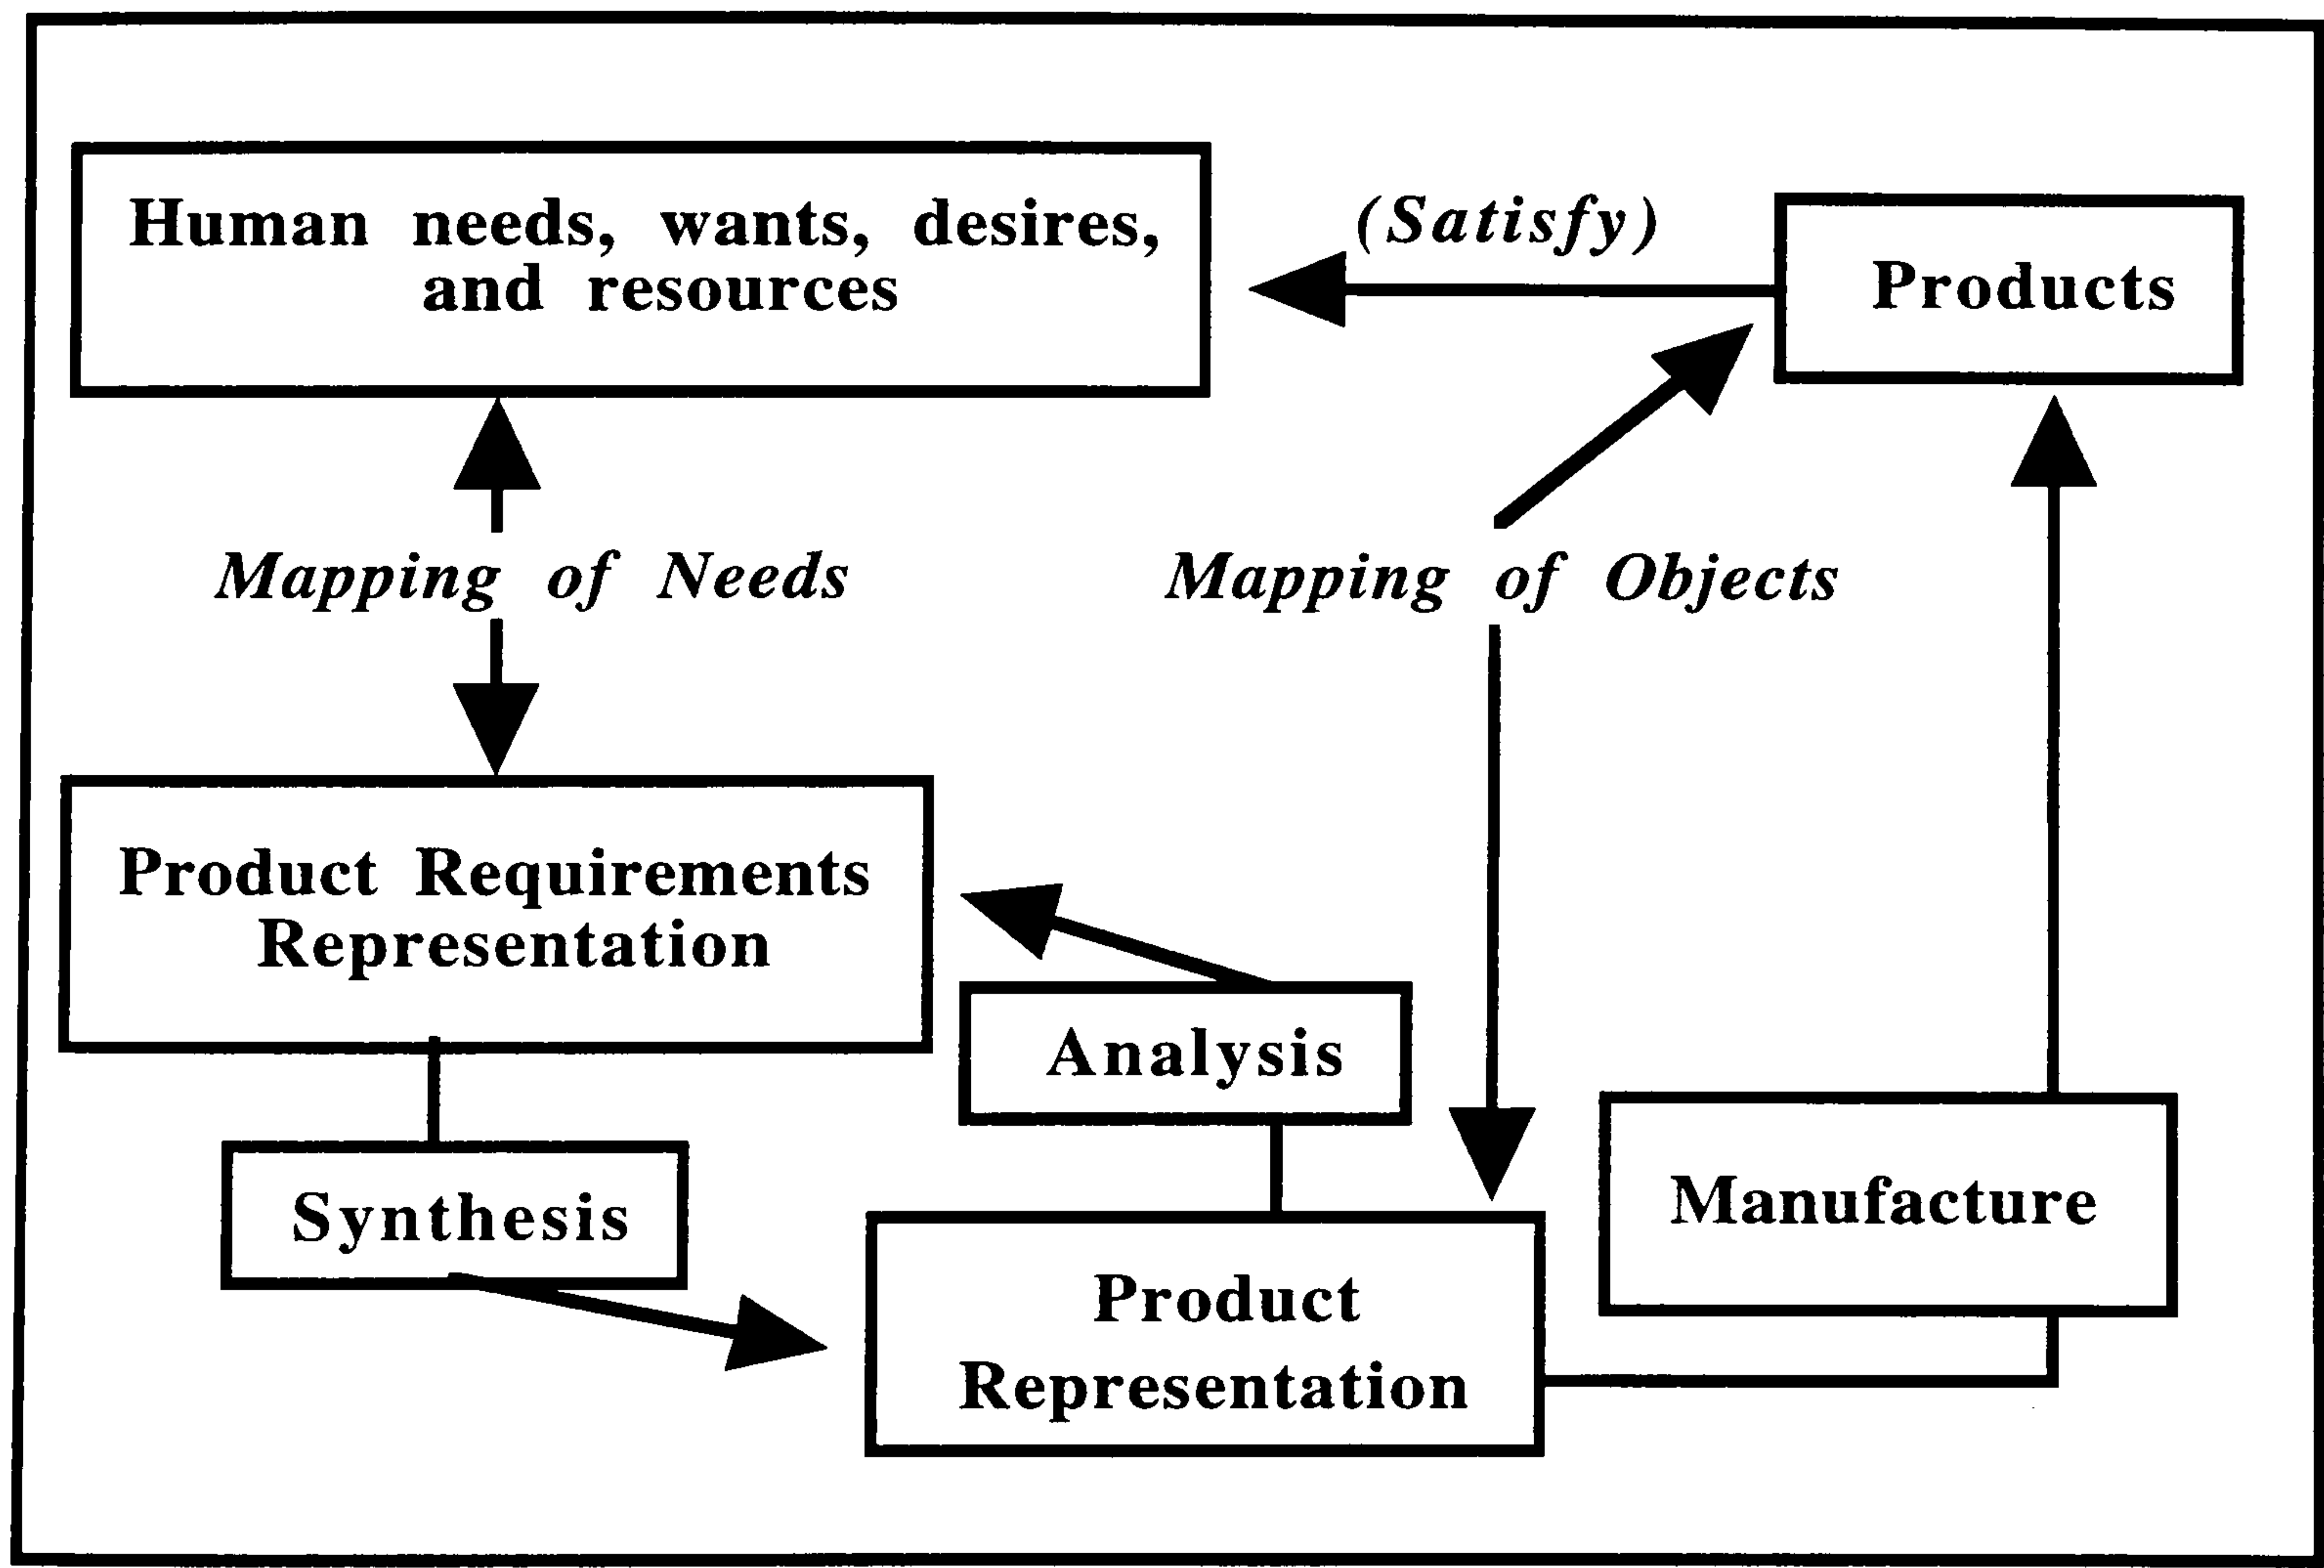 Human needs, wants, desires,
and resources
(Satisfy)
Products
Mapping of Needs
Mapping of Objects
Product Requirements
Representation
Analysis
Synthesis
Manufacture
Product
Representation